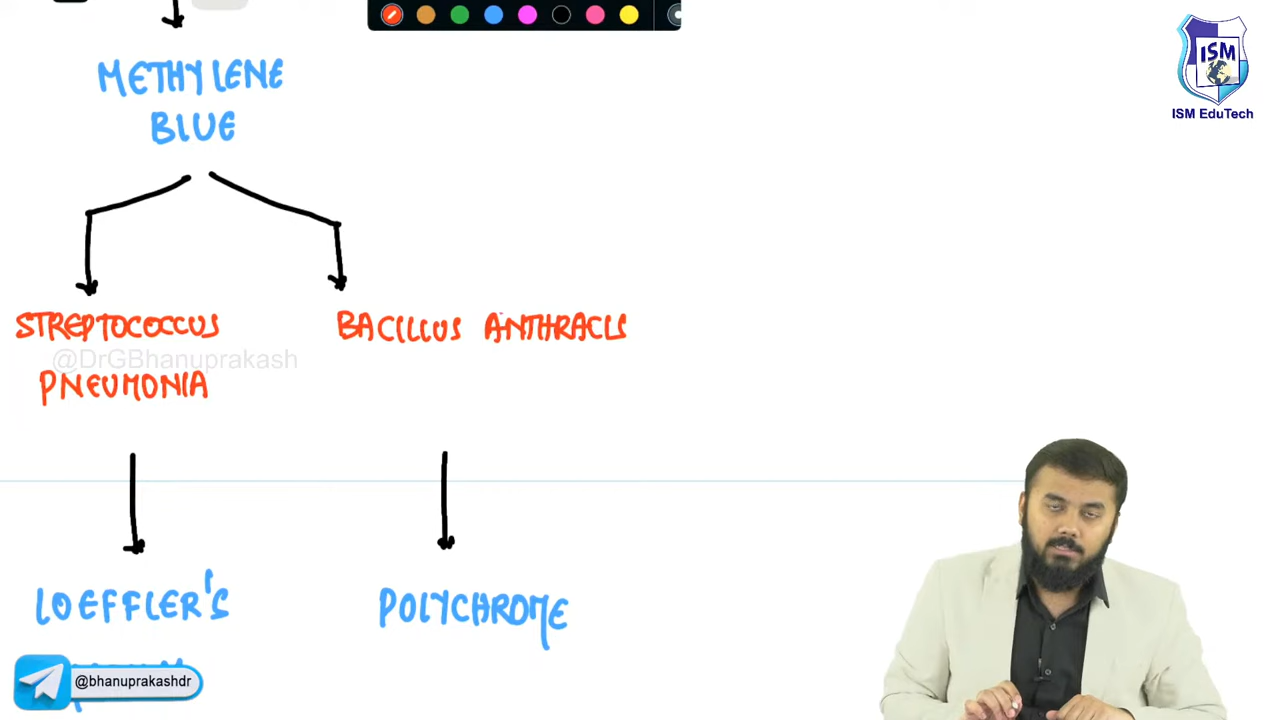 ISM
ISM EduTech
METHYLENE
BLUE
STREPTOCOCCUS
BACILLUS ANTHRACIS
@DrGBhanuprakash
PNEUMONIA
LOEFFLER'S
POLYCHROME
@bhanuprakashdr